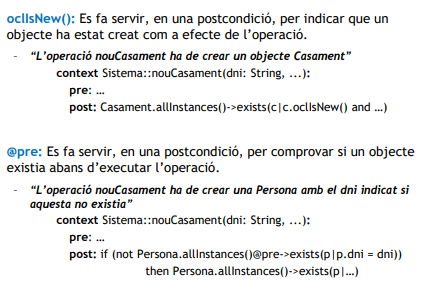 oclIsNew(): Es fa servir, en una postcondició, per indicar que un
objecte ha estat creat com a efecte de l’operació.
- “L’operació nouCasament ha de crear un objecte Casament”
context Sistema::nouCasament(dni: String, ...):
pre: …
post: Casament.allInstances()->exists(c|c.oclIsNew() and …)
@pre: Es fa servir, en una postcondició, per comprovar si un objecte
existia abans d’executar l’operació.
- “L’operació nouCasament ha de crear una Persona amb el dni indicat si
aquesta no existia”
context Sistema::nouCasament(dni: String, ...):
pre: …
post: if (not Persona.allInstances()@pre->exists(p|p.dni = dni))
then Persona.allInstances()->exists(p|…)